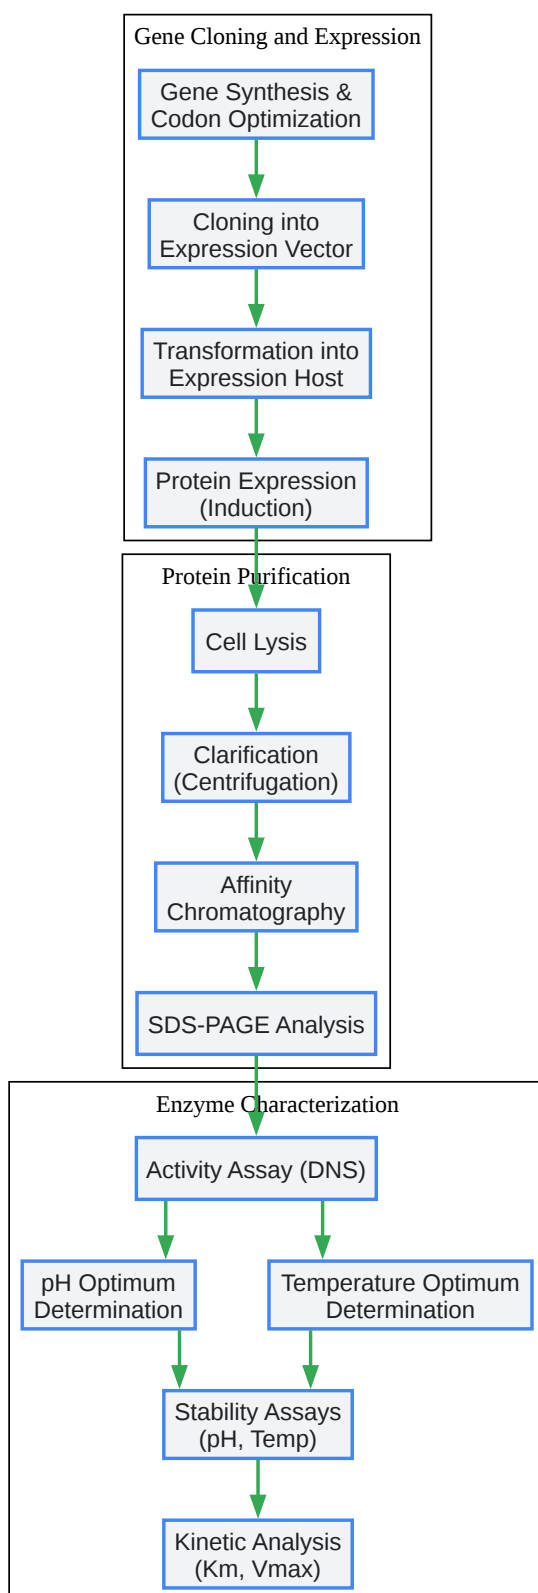 Gene Cloning and Expression
Gene Synthesis &
Codon Optimization
Cloning into
Expression Vector
Transformation into
Expression Host
Protein Expression
(Induction)
Protein Purification
Cell Lysis
Clarification
(Centrifugation)
Affinity
Chromatography
SDS-PAGE Analysis
Enzyme Characterization
Activity Assay (DNS)
pH Optimum
Determination
Temperature Optimum
Determination
Stability Assays
(pH, Temp)
Kinetic Analysis
(Km, Vmax)